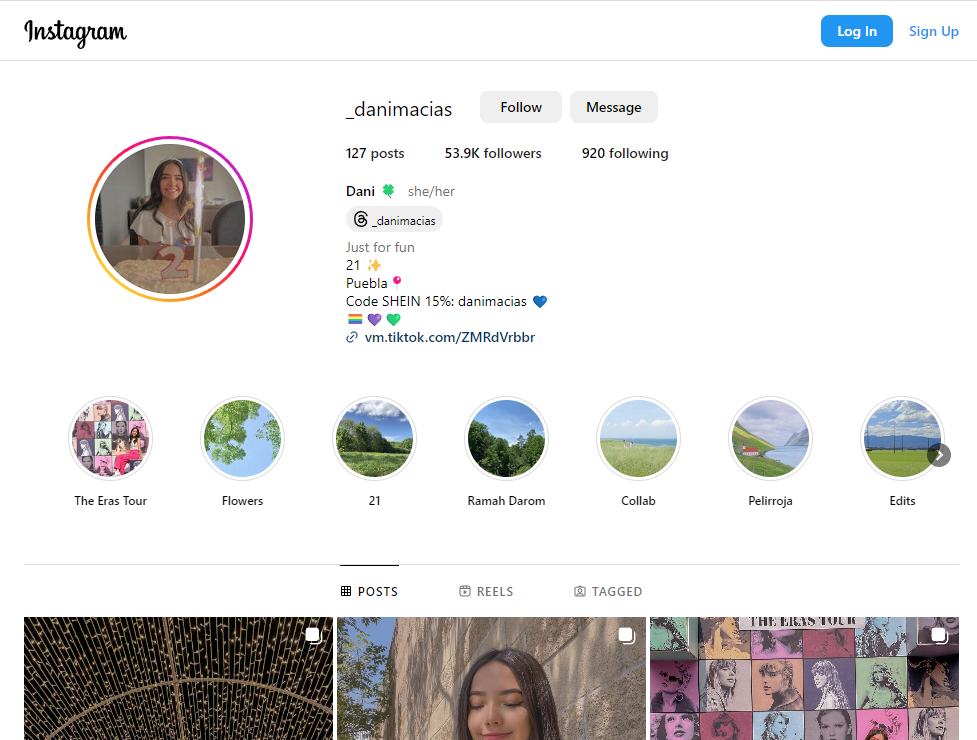 Instagram
Log In
Sign Up
_danimacias
Follow
Message
127 posts
53.9K followers
920 following
Dani 🍀 she/her
_danimacias
Just for fun
21 ✨
Puebla 📍
Code SHEIN 15%: danimacias 💙
🏳️‍🌈 💜 💚
vm.tiktok.com/ZMRdVrbbr
2
The Eras Tour
Flowers
21
Ramah Darom
Collab
Pelirroja
Edits
POSTS
REELS
TAGGED
THE ERAS TOUR